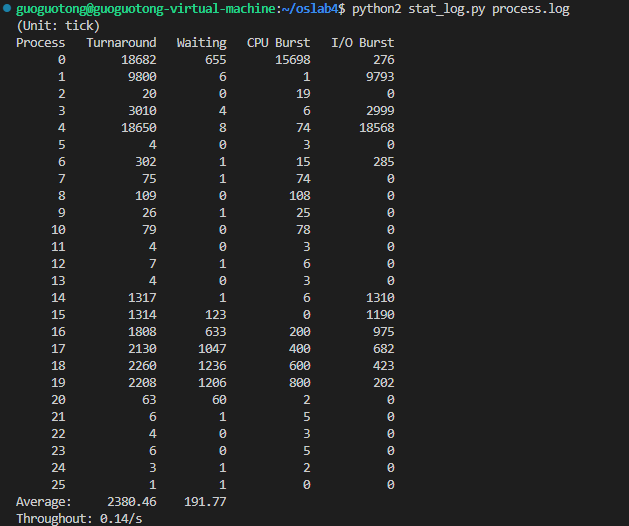 guoguotong@guoguotong-virtual-machine:~/oslab4$ python2 stat_log.py process.log
(Unit: tick)
Process   Turnaround   Waiting   CPU Burst   I/O Burst
0   18682   655   15698   276
1   9800   6   1   9793
2   20   0   19   0
3   3010   4   6   2999
4   18650   8   74   18568
5   4   0   3   0
6   302   1   15   285
7   75   1   74   0
8   109   0   108   0
9   26   1   25   0
10   79   0   78   0
11   4   0   3   0
12   7   1   6   0
13   4   0   3   0
14   1317   1   6   1310
15   1314   123   0   1190
16   1808   633   200   975
17   2130   1047   400   682
18   2260   1236   600   423
19   2208   1206   800   202
20   63   60   2   0
21   6   1   5   0
22   4   0   3   0
23   6   0   5   0
24   3   1   2   0
25   1   1   0   0
Average:   2380.46   191.77
Throughout: 0.14/s